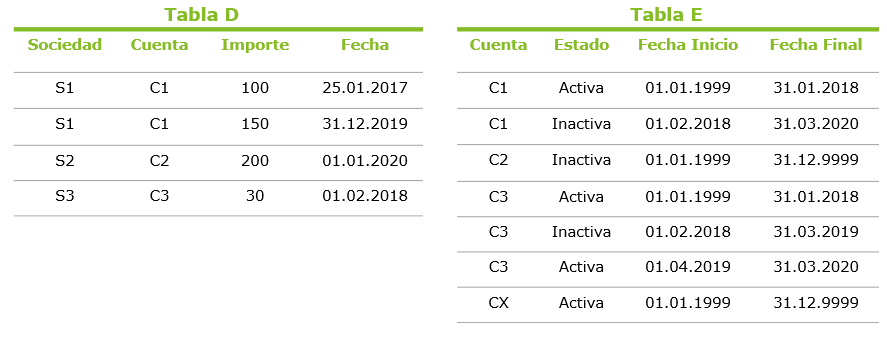 Tabla D
Sociedad Cuenta Importe Fecha
S1 C1 100 25.01.2017
S1 C1 150 31.12.2019
S2 C2 200 01.01.2020
S3 C3 30 01.02.2018
Tabla E
Cuenta Estado Fecha Inicio Fecha Final
C1 Activa 01.01.1999 31.01.2018
C1 Inactiva 01.02.2018 31.03.2020
C2 Inactiva 01.01.1999 31.12.9999
C3 Activa 01.01.1999 31.01.2018
C3 Inactiva 01.02.2018 31.03.2019
C3 Activa 01.04.2019 31.03.2020
CX Activa 01.01.1999 31.12.9999